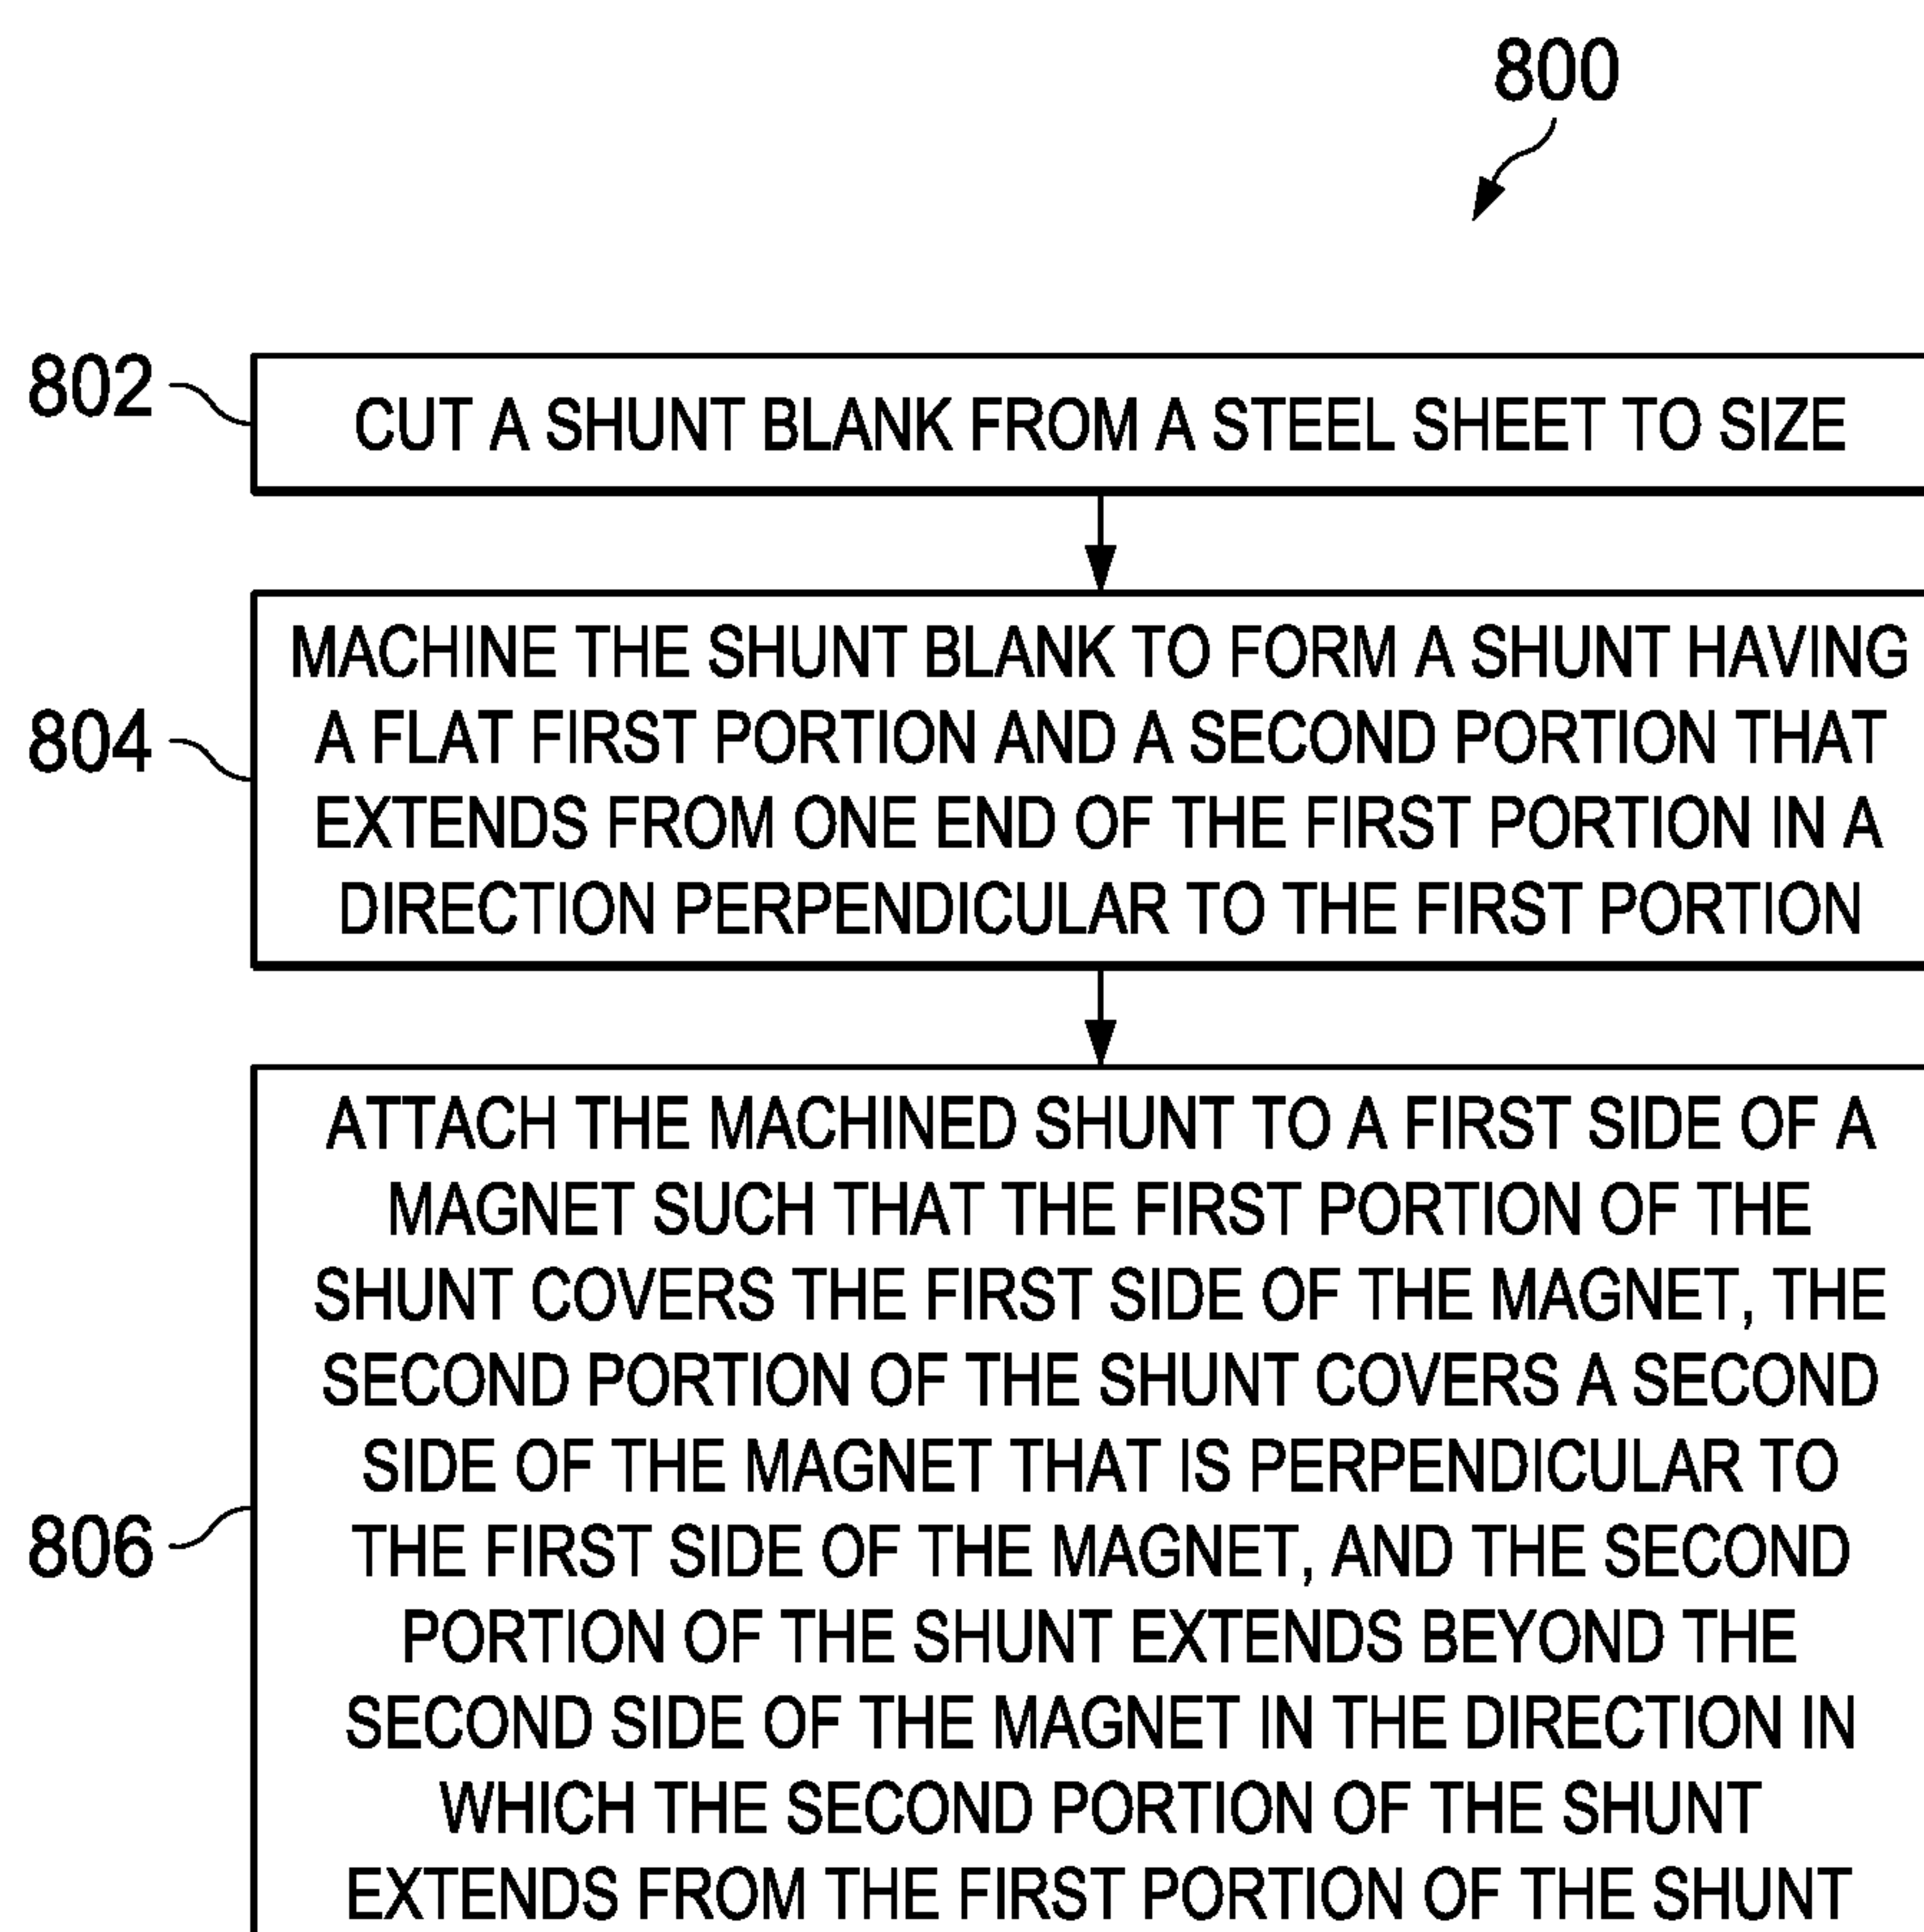 800
802
CUT A SHUNT BLANK FROM A STEEL SHEET TO SIZE
804
MACHINE THE SHUNT BLANK TO FORM A SHUNT HAVING
A FLAT FIRST PORTION AND A SECOND PORTION THAT
EXTENDS FROM ONE END OF THE FIRST PORTION IN A
DIRECTION PERPENDICULAR TO THE FIRST PORTION
806
ATTACH THE MACHINED SHUNT TO A FIRST SIDE OF A
MAGNET SUCH THAT THE FIRST PORTION OF THE
SHUNT COVERS THE FIRST SIDE OF THE MAGNET, THE
SECOND PORTION OF THE SHUNT COVERS A SECOND
SIDE OF THE MAGNET THAT IS PERPENDICULAR TO
THE FIRST SIDE OF THE MAGNET, AND THE SECOND
PORTION OF THE SHUNT EXTENDS BEYOND THE
SECOND SIDE OF THE MAGNET IN THE DIRECTION IN
WHICH THE SECOND PORTION OF THE SHUNT
EXTENDS FROM THE FIRST PORTION OF THE SHUNT